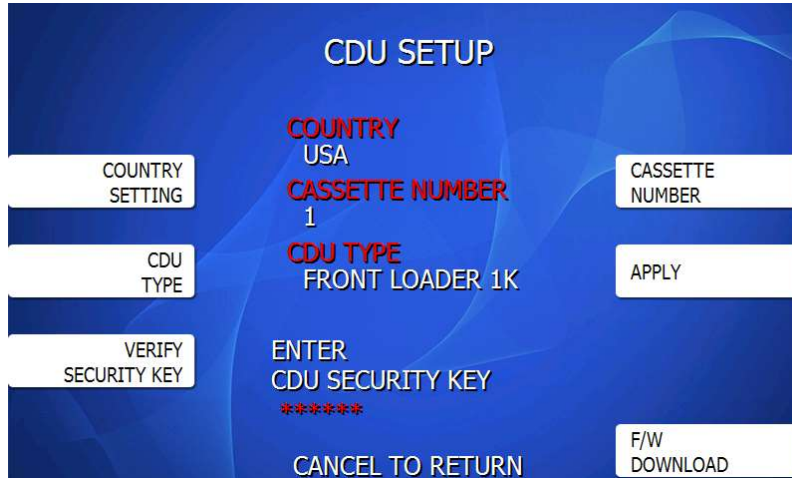 CDU SETUP
COUNTRY
USA
CASSETTE NUMBER
1
CDU TYPE
FRONT LOADER 1K
ENTER
CDU SECURITY KEY
******
CANCEL TO RETURN
COUNTRY
SETTING
CDU
TYPE
VERIFY
SECURITY KEY
CASSETTE
NUMBER
APPLY
F/W
DOWNLOAD